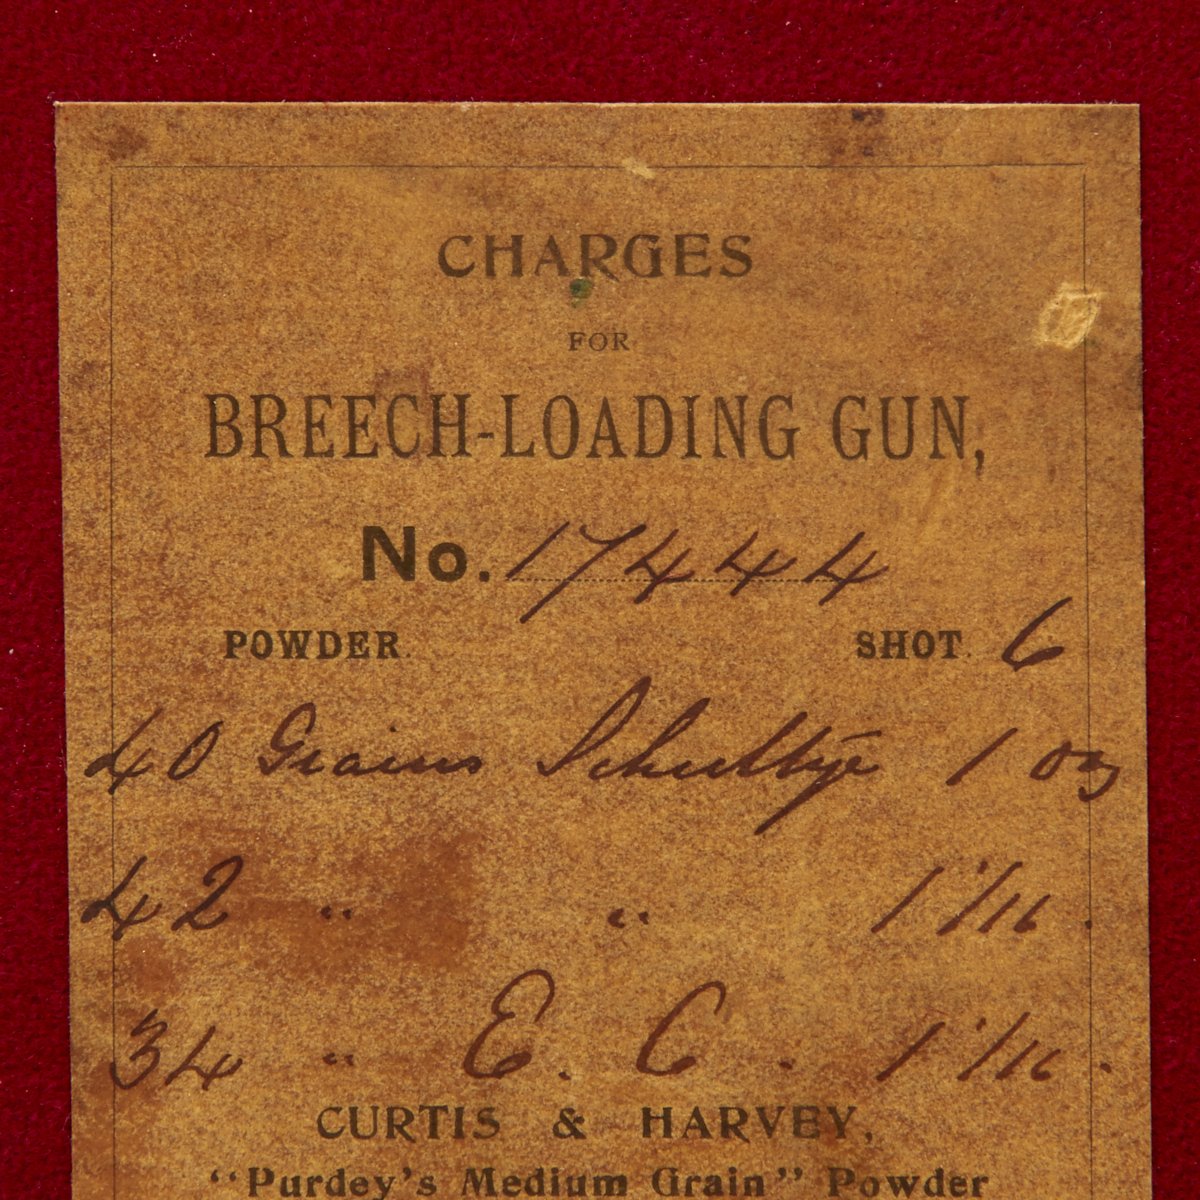 CHARGES
FOR
BREECH-LOADING GUN,
No. 17444
POWDER. SHOT. 6
40 Grains Schultze 1 oz
42 " " 1 1/16.
34 " E. C. 1 1/16.
CURTIS & HARVEY,
"Purdey's Medium Grain" Powder